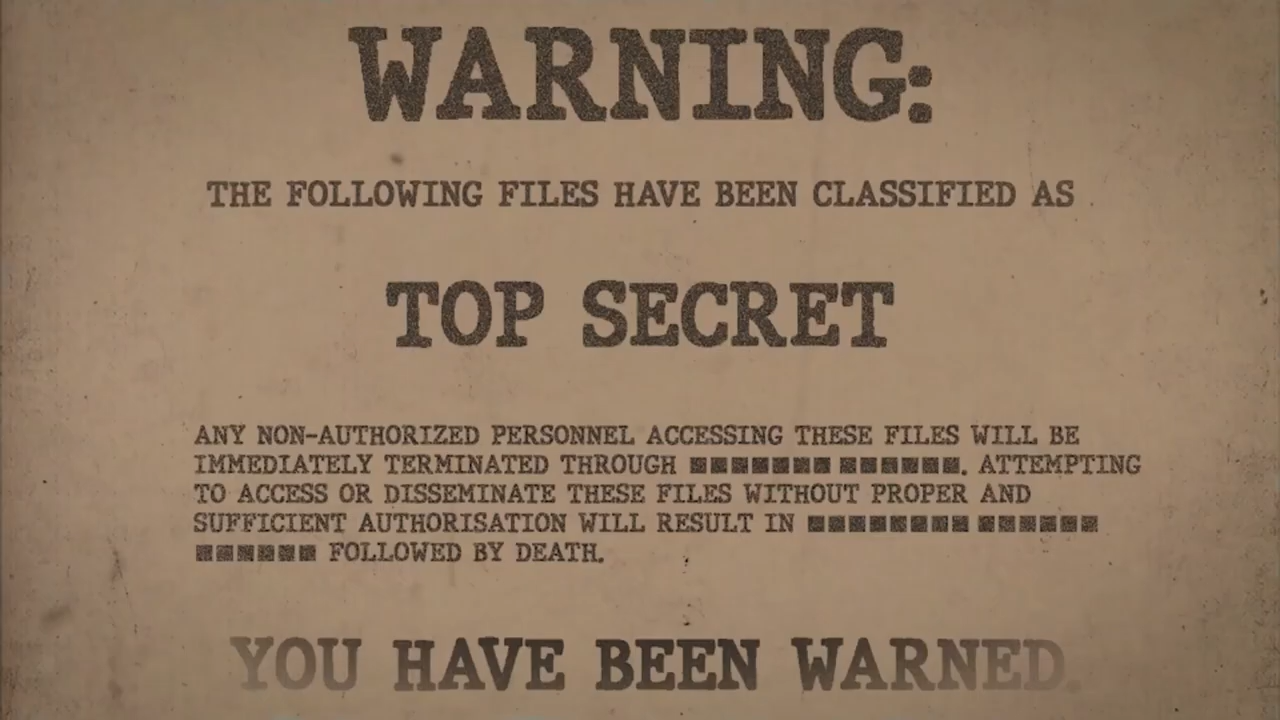 WARNING:
THE FOLLOWING FILES HAVE BEEN CLASSIFIED AS
TOP SECRET
ANY NON-AUTHORIZED PERSONNEL ACCESSING THESE FILES WILL BE
IMMEDIATELY TERMINATED THROUGH ■■■■■■■ ■■■■■■. ATTEMPTING
TO ACCESS OR DISSEMINATE THESE FILES WITHOUT PROPER AND
SUFFICIENT AUTHORISATION WILL RESULT IN ■■■■■■■■ ■■■■■■
■■■■■■ FOLLOWED BY DEATH.
YOU HAVE BEEN WARNED.